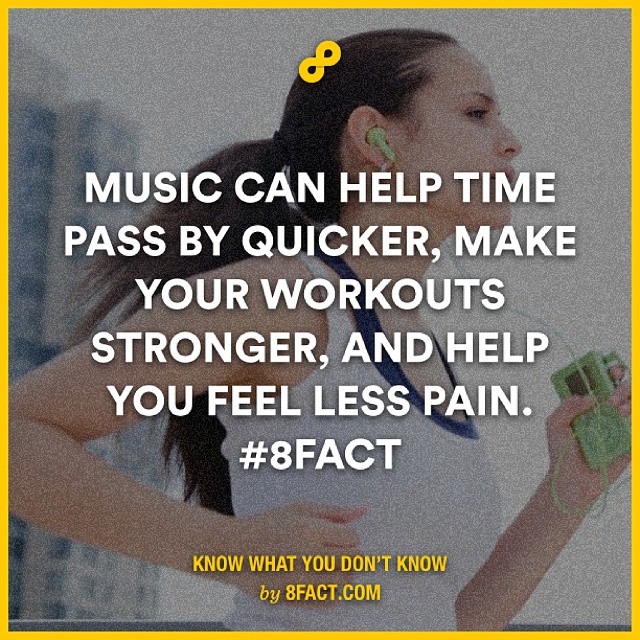 MUSIC CAN HELP TIME
PASS BY QUICKER, MAKE
YOUR WORKOUTS
STRONGER, AND HELP
YOU FEEL LESS PAIN.
#8FACT
KNOW WHAT YOU DON'T KNOW
by 8FACT.COM